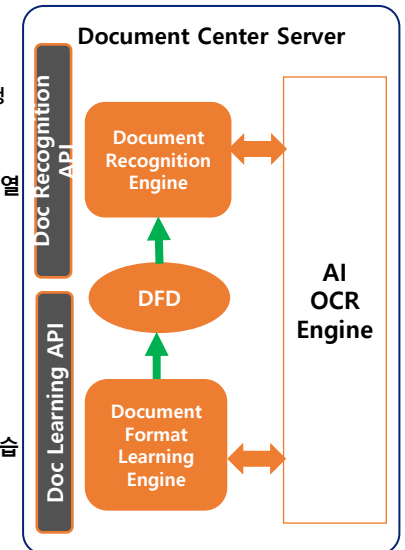 Document Center Server
Doc Recognition
API
Document
Recognition
Engine
열
DFD
AI
OCR
Engine
Doc Learning API
Document
Format
Learning
Engine
습